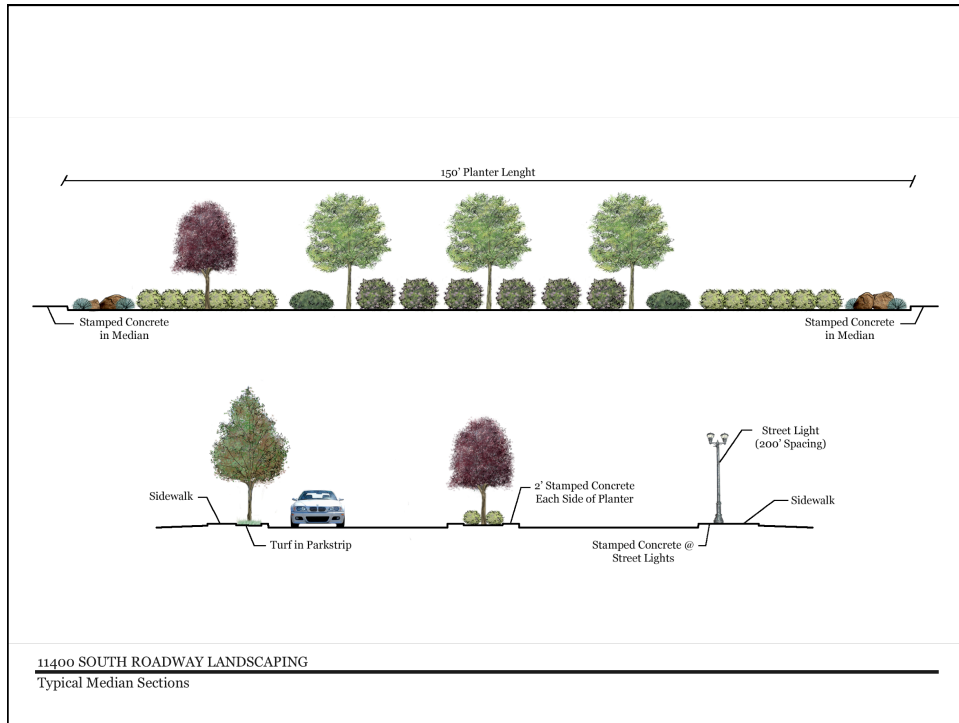 150' Planter Lenght
Stamped Concrete
in Median
Stamped Concrete
in Median
Street Light
(200' Spacing)
2' Stamped Concrete
Each Side of Planter
Sidewalk
Sidewalk
Turf in Parkstrip
Stamped Concrete @
Street Lights
11400 SOUTH ROADWAY LANDSCAPING
Typical Median Sections